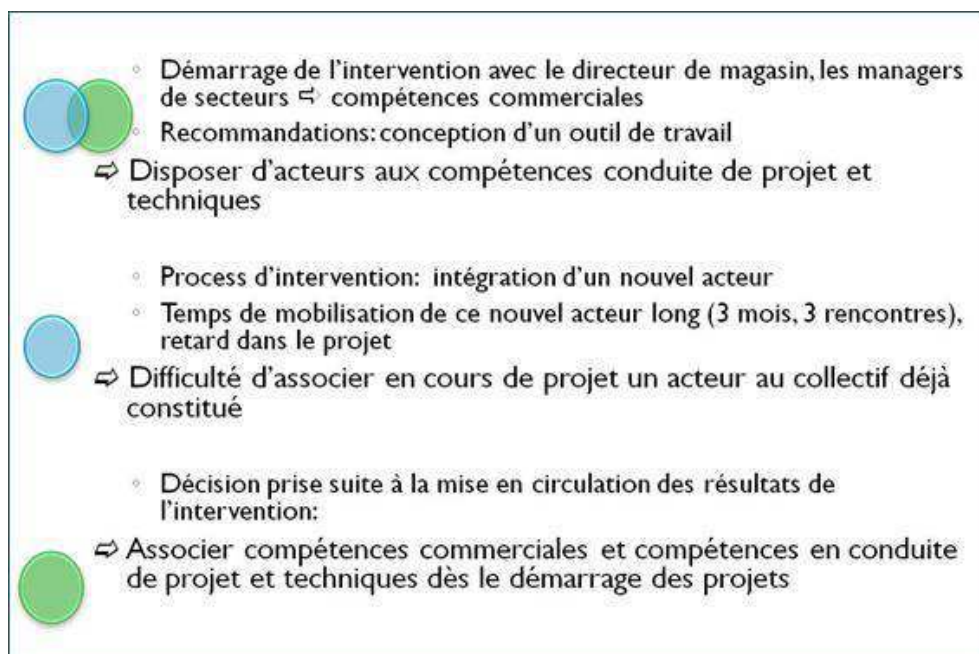 ◦ Démarrage de l'intervention avec le directeur de magasin, les managers
de secteurs ⇨ compétences commerciales
◦ Recommandations: conception d'un outil de travail
⇨ Disposer d'acteurs aux compétences conduite de projet et
techniques
◦ Process d'intervention: intégration d'un nouvel acteur
◦ Temps de mobilisation de ce nouvel acteur long (3 mois, 3 rencontres),
retard dans le projet
⇨ Difficulté d'associer en cours de projet un acteur au collectif déjà
constitué
◦ Décision prise suite à la mise en circulation des résultats de
l'intervention:
⇨ Associer compétences commerciales et compétences en conduite
de projet et techniques dès le démarrage des projets